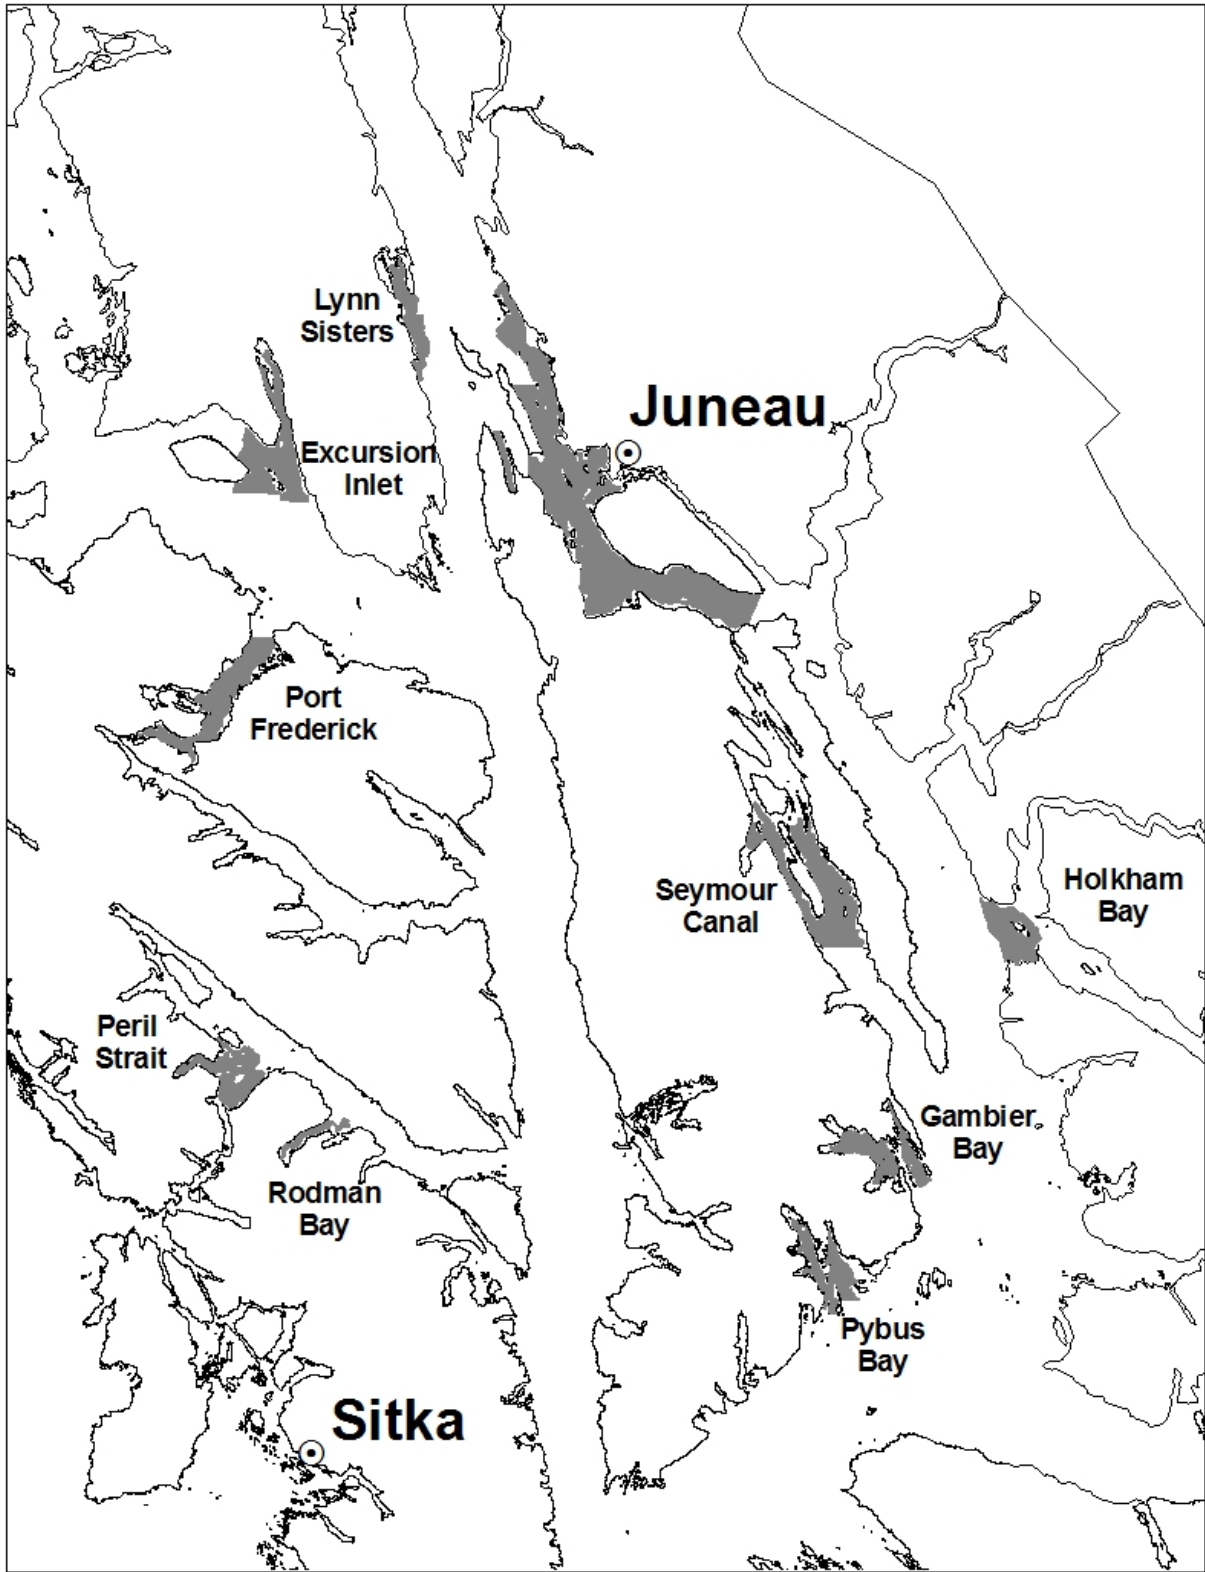 Lynn
Sisters
Juneau
Excursion
Inlet
Port
Frederick
Seymour
Canal
Holkham
Bay
Peril
Strait
Gambier
Bay
Rodman
Bay
Pybus
Bay
Sitka